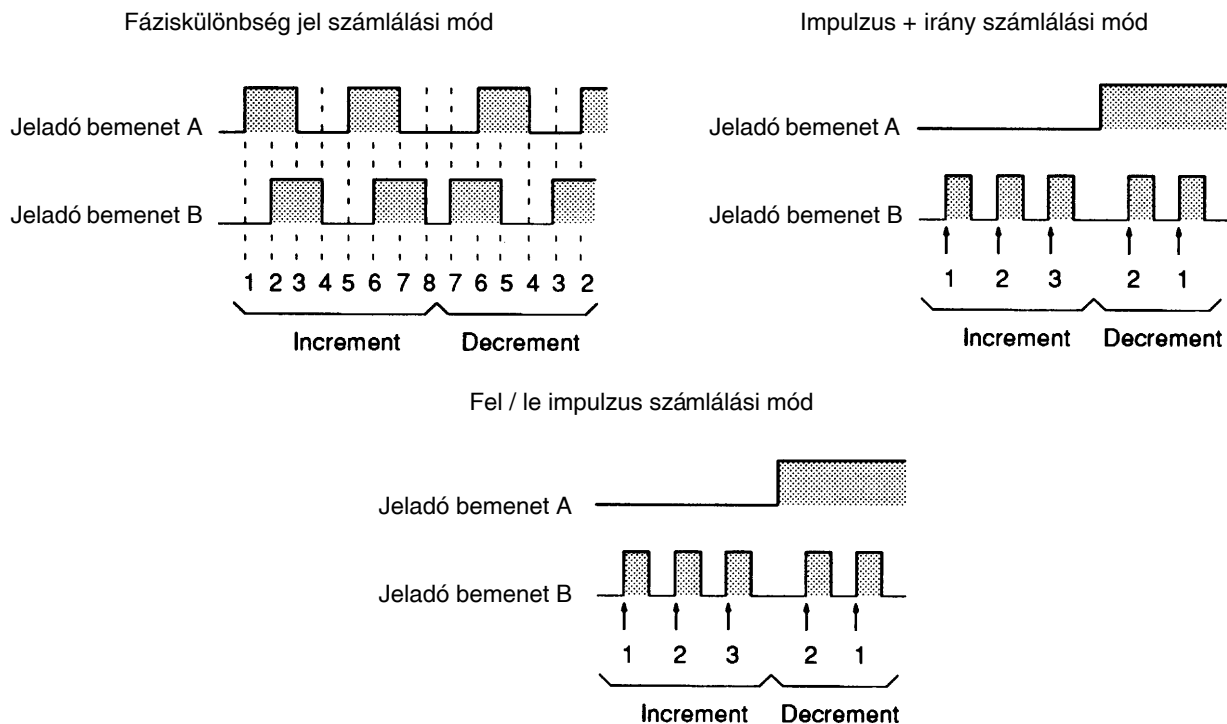 Fáziskülönbség jel számlálási mód
Jeladó bemenet A
Jeladó bemenet B
1 2 3 4 5 6 7 8 7 6 5 4 3 2
Increment Decrement
Impulzus + irány számlálási mód
Jeladó bemenet A
Jeladó bemenet B
1 2 3 2 1
Increment Decrement
Fel / le impulzus számlálási mód
Jeladó bemenet A
Jeladó bemenet B
1 2 3 2 1
Increment Decrement